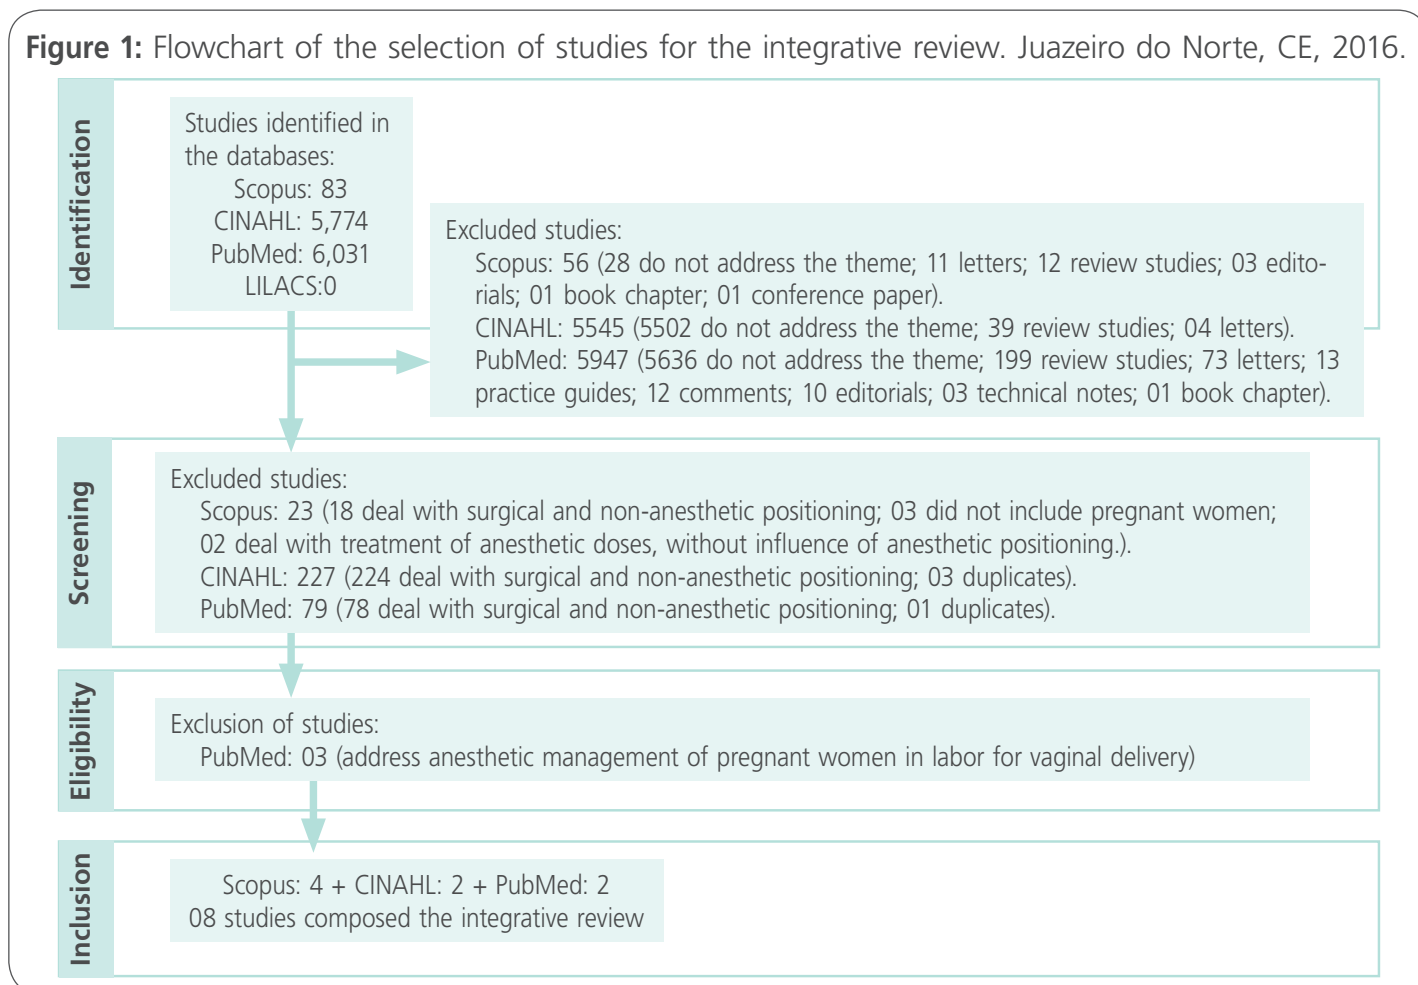 Figure 1: Flowchart of the selection of studies for the integrative review. Juazeiro do Norte, CE, 2016.
Identification
Studies identified in
the databases:
Scopus: 83
CINAHL: 5,774
PubMed: 6,031
LILACS:0
Excluded studies:
Scopus: 56 (28 do not address the theme; 11 letters; 12 review studies; 03 edito-
rials; 01 book chapter; 01 conference paper).
CINAHL: 5545 (5502 do not address the theme; 39 review studies; 04 letters).
PubMed: 5947 (5636 do not address the theme; 199 review studies; 73 letters; 13
practice guides; 12 comments; 10 editorials; 03 technical notes; 01 book chapter).
Screening
Excluded studies:
Scopus: 23 (18 deal with surgical and non-anesthetic positioning; 03 did not include pregnant women;
02 deal with treatment of anesthetic doses, without influence of anesthetic positioning.).
CINAHL: 227 (224 deal with surgical and non-anesthetic positioning; 03 duplicates).
PubMed: 79 (78 deal with surgical and non-anesthetic positioning; 01 duplicates).
Eligibility
Exclusion of studies:
PubMed: 03 (address anesthetic management of pregnant women in labor for vaginal delivery)
Inclusion
Scopus: 4 + CINAHL: 2 + PubMed: 2
08 studies composed the integrative review